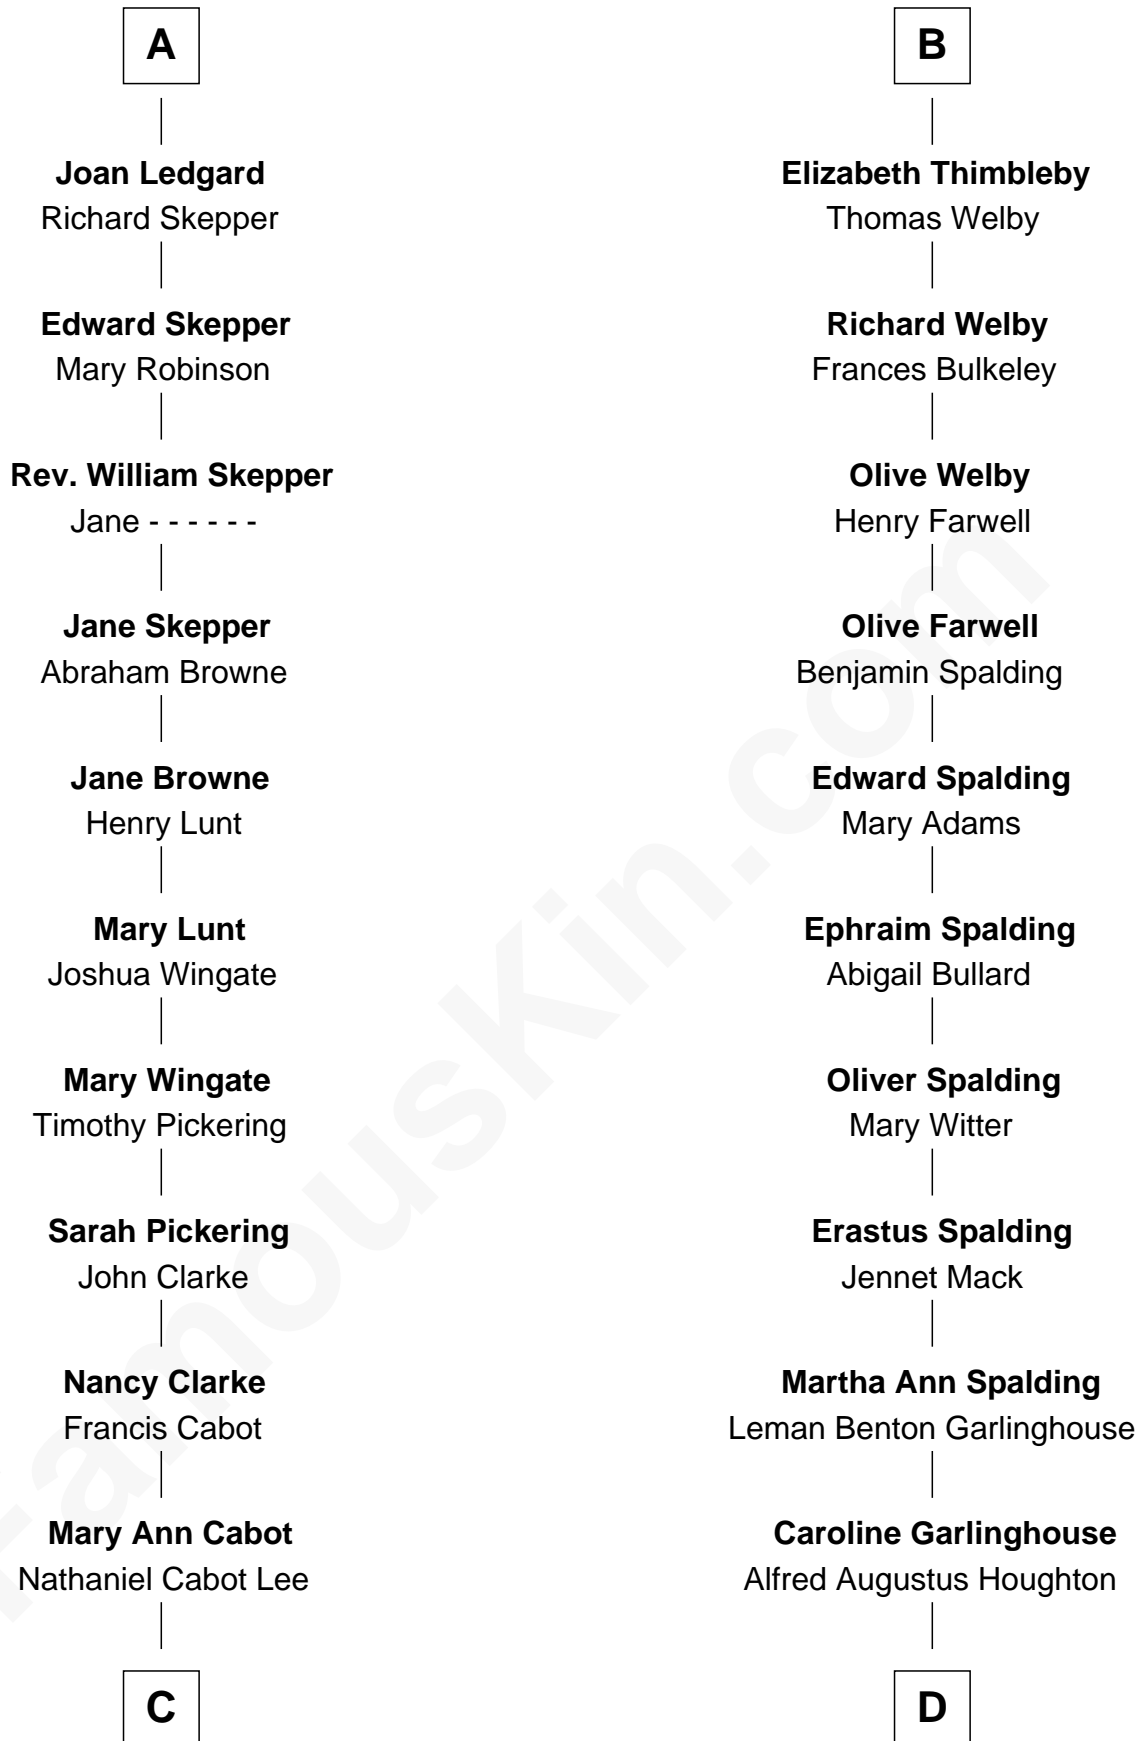 A
Joan Ledgard
Richard Skepper
Edward Skepper
Mary Robinson
Rev. William Skepper
Jane - - - - - -
Jane Skepper
Abraham Browne
Jane Browne
Henry Lunt
Mary Lunt
Joshua Wingate
Mary Wingate
Timothy Pickering
Sarah Pickering
John Clarke
Nancy Clarke
Francis Cabot
Mary Ann Cabot
Nathaniel Cabot Lee
C
B
Elizabeth Thimbleby
Thomas Welby
Richard Welby
Frances Bulkeley
Olive Welby
Henry Farwell
Olive Farwell
Benjamin Spalding
Edward Spalding
Mary Adams
Ephraim Spalding
Abigail Bullard
Oliver Spalding
Mary Witter
Erastus Spalding
Jennet Mack
Martha Ann Spalding
Leman Benton Garlinghouse
Caroline Garlinghouse
Alfred Augustus Houghton
D
FamousKin.com